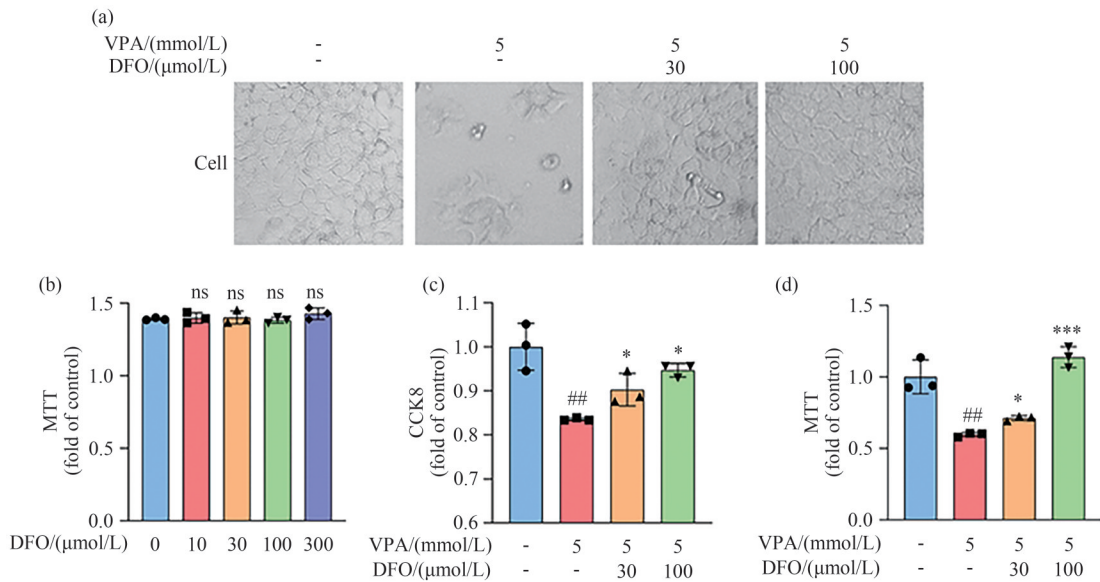 (a)
VPA/(mmol/L) - 5 5 5
DFO/(μmol/L) - - 30 100
Cell
(b)
MTT
(fold of control)
1.5
1.0
0.5
0.0
ns ns ns ns
DFO/(μmol/L) 0 10 30 100 300
(c)
CCK8
(fold of control)
1.1
1.0
0.9
0.8
0.6
## * *
VPA/(mmol/L) - 5 5 5
DFO/(μmol/L) - - 30 100
(d)
MTT
(fold of control)
1.5
1.0
0.5
0.0
## * ***
VPA/(mmol/L) - 5 5 5
DFO/(μmol/L) - - 30 100